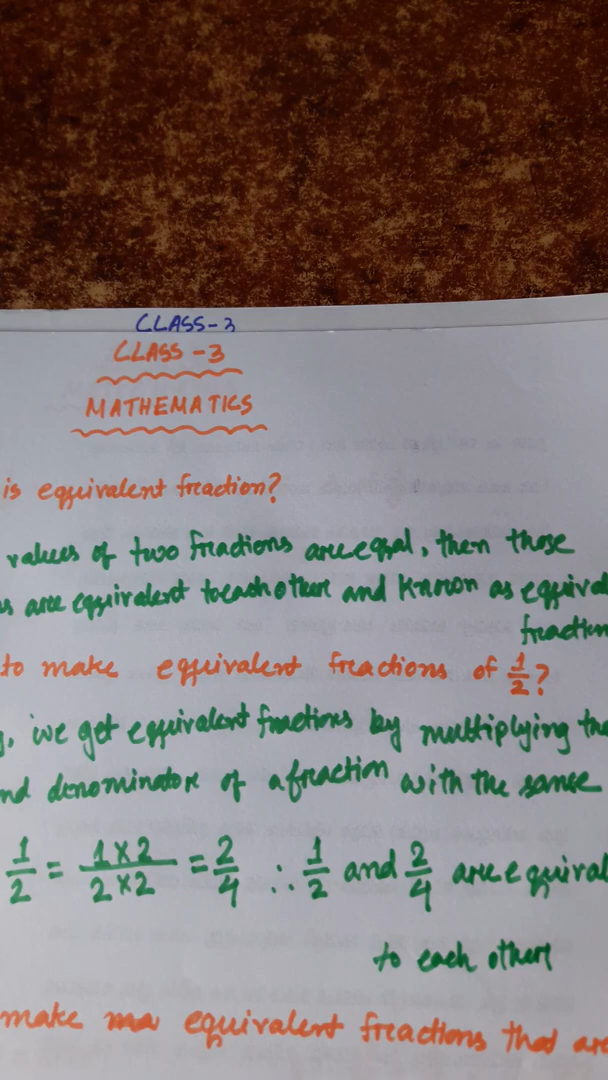 CLASS-3
CLASS-3
MATHEMATICS
is equivalent fraction?
values of two fractions are equal, then those
are equivalent to each other and known as equival
fraction
to make equivalent fractions of 1/2?
, we get equivalent fractions by multiplying the
nd denominator of a fraction with the same
1/2 = 1×2/2×2 = 2/4 ∴ 1/2 and 2/4 are equival
to each other
make equivalent fractions that are